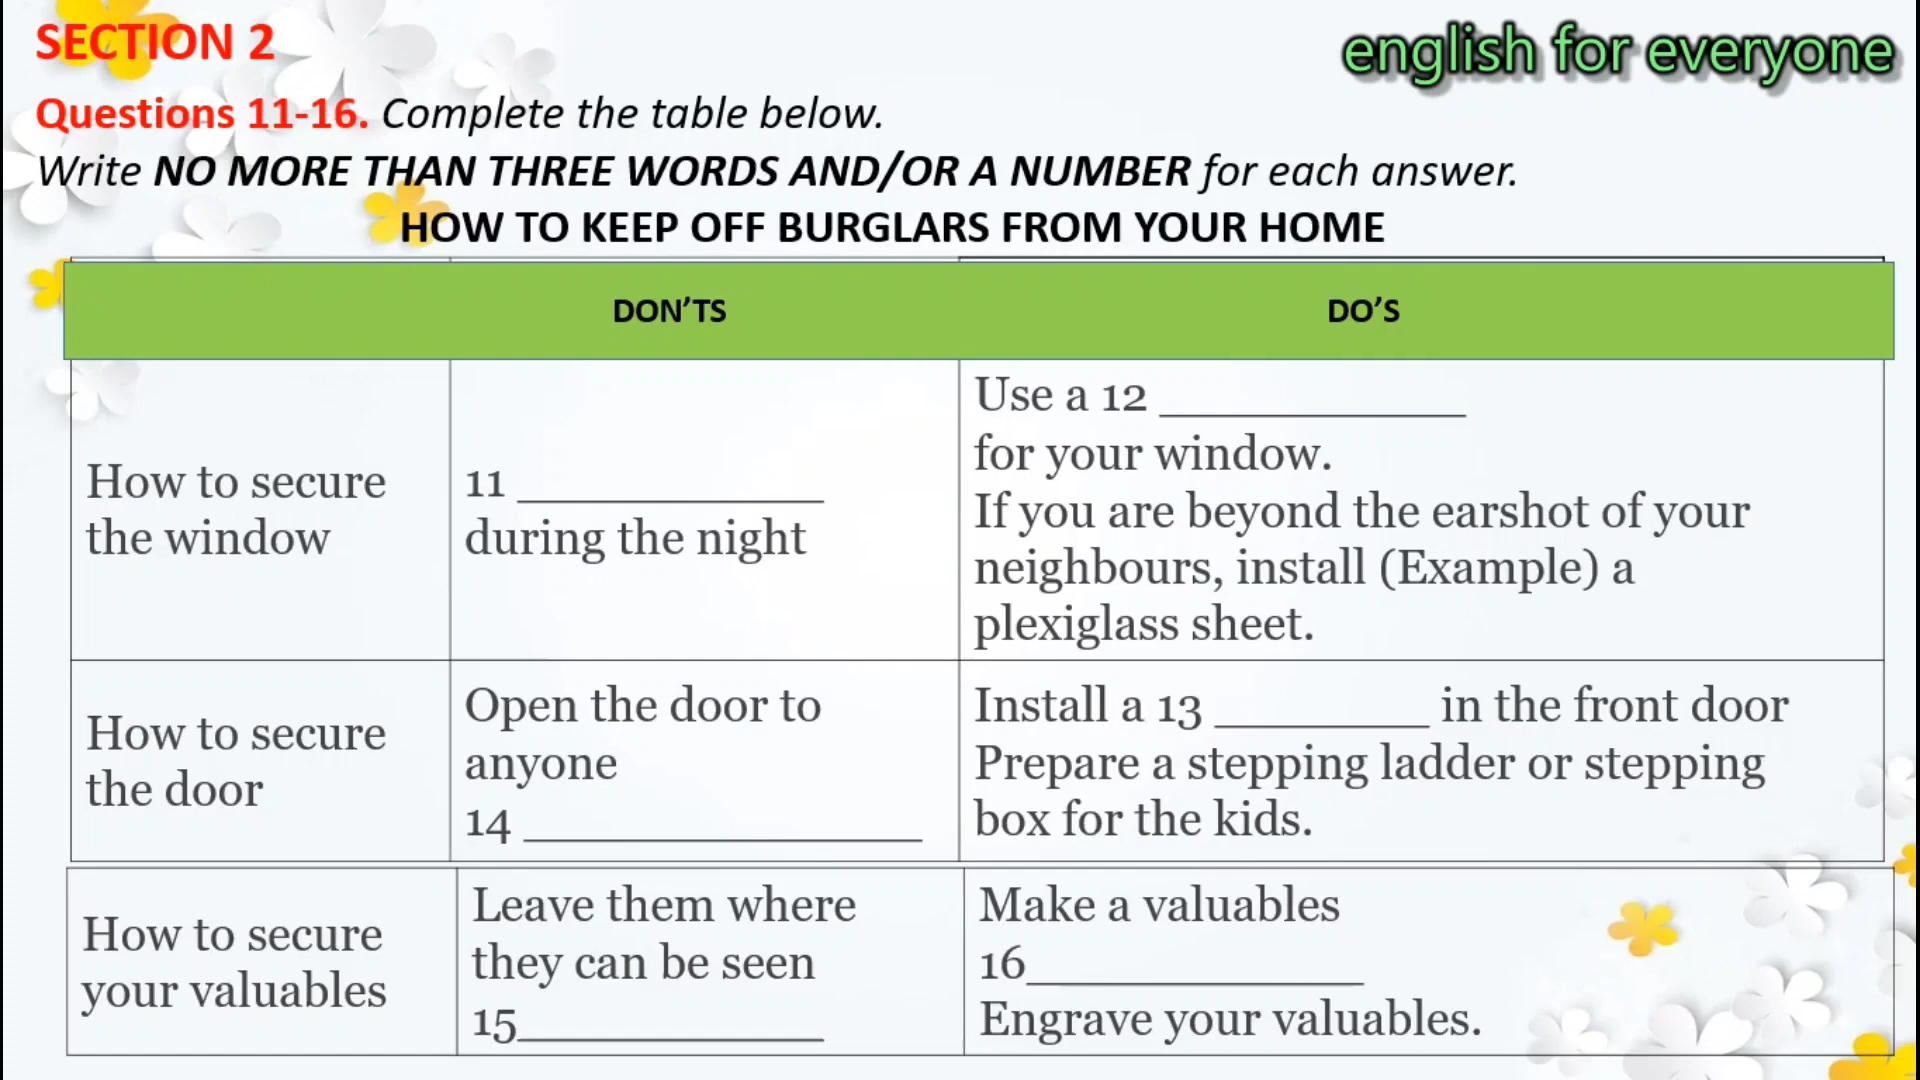 SECTION 2
english for everyone
Questions 11-16. Complete the table below.
Write NO MORE THAN THREE WORDS AND/OR A NUMBER for each answer.
HOW TO KEEP OFF BURGLARS FROM YOUR HOME
DON'TS
DO'S
How to secure
the window
11 ____________
during the night
Use a 12 ____________
for your window.
If you are beyond the earshot of your
neighbours, install (Example) a
plexiglass sheet.
How to secure
the door
Open the door to
anyone
14 ________________
Install a 13 ________ in the front door
Prepare a stepping ladder or stepping
box for the kids.
How to secure
your valuables
Leave them where
they can be seen
15____________
Make a valuables
16_____________
Engrave your valuables.